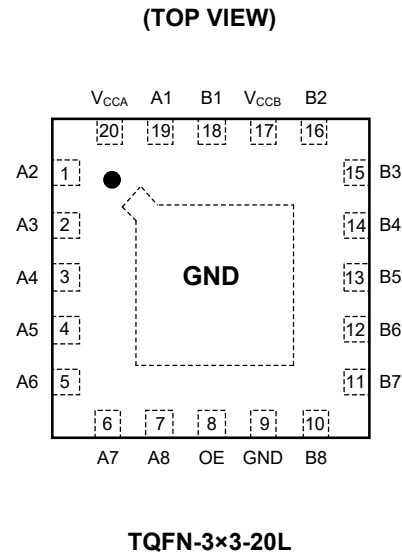 (TOP VIEW)
VCCA A1 B1 VCCB B2
20 19 18 17 16
A2 1 15 B3
A3 2 14 B4
A4 3 GND 13 B5
A5 4 12 B6
A6 5 11 B7
6 7 8 9 10
A7 A8 OE GND B8
TQFN-3×3-20L